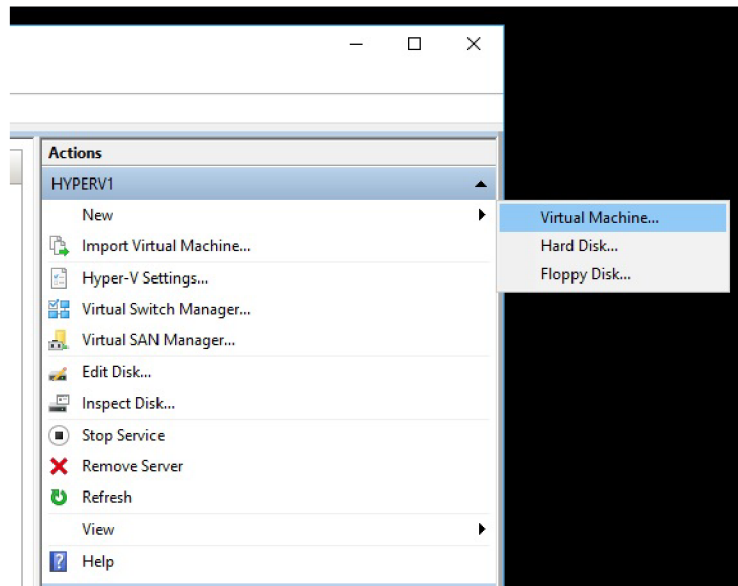 Actions
HYPERV1
New
Virtual Machine...
Hard Disk...
Floppy Disk...
Import Virtual Machine...
Hyper-V Settings...
Virtual Switch Manager...
Virtual SAN Manager...
Edit Disk...
Inspect Disk...
Stop Service
Remove Server
Refresh
View
Help